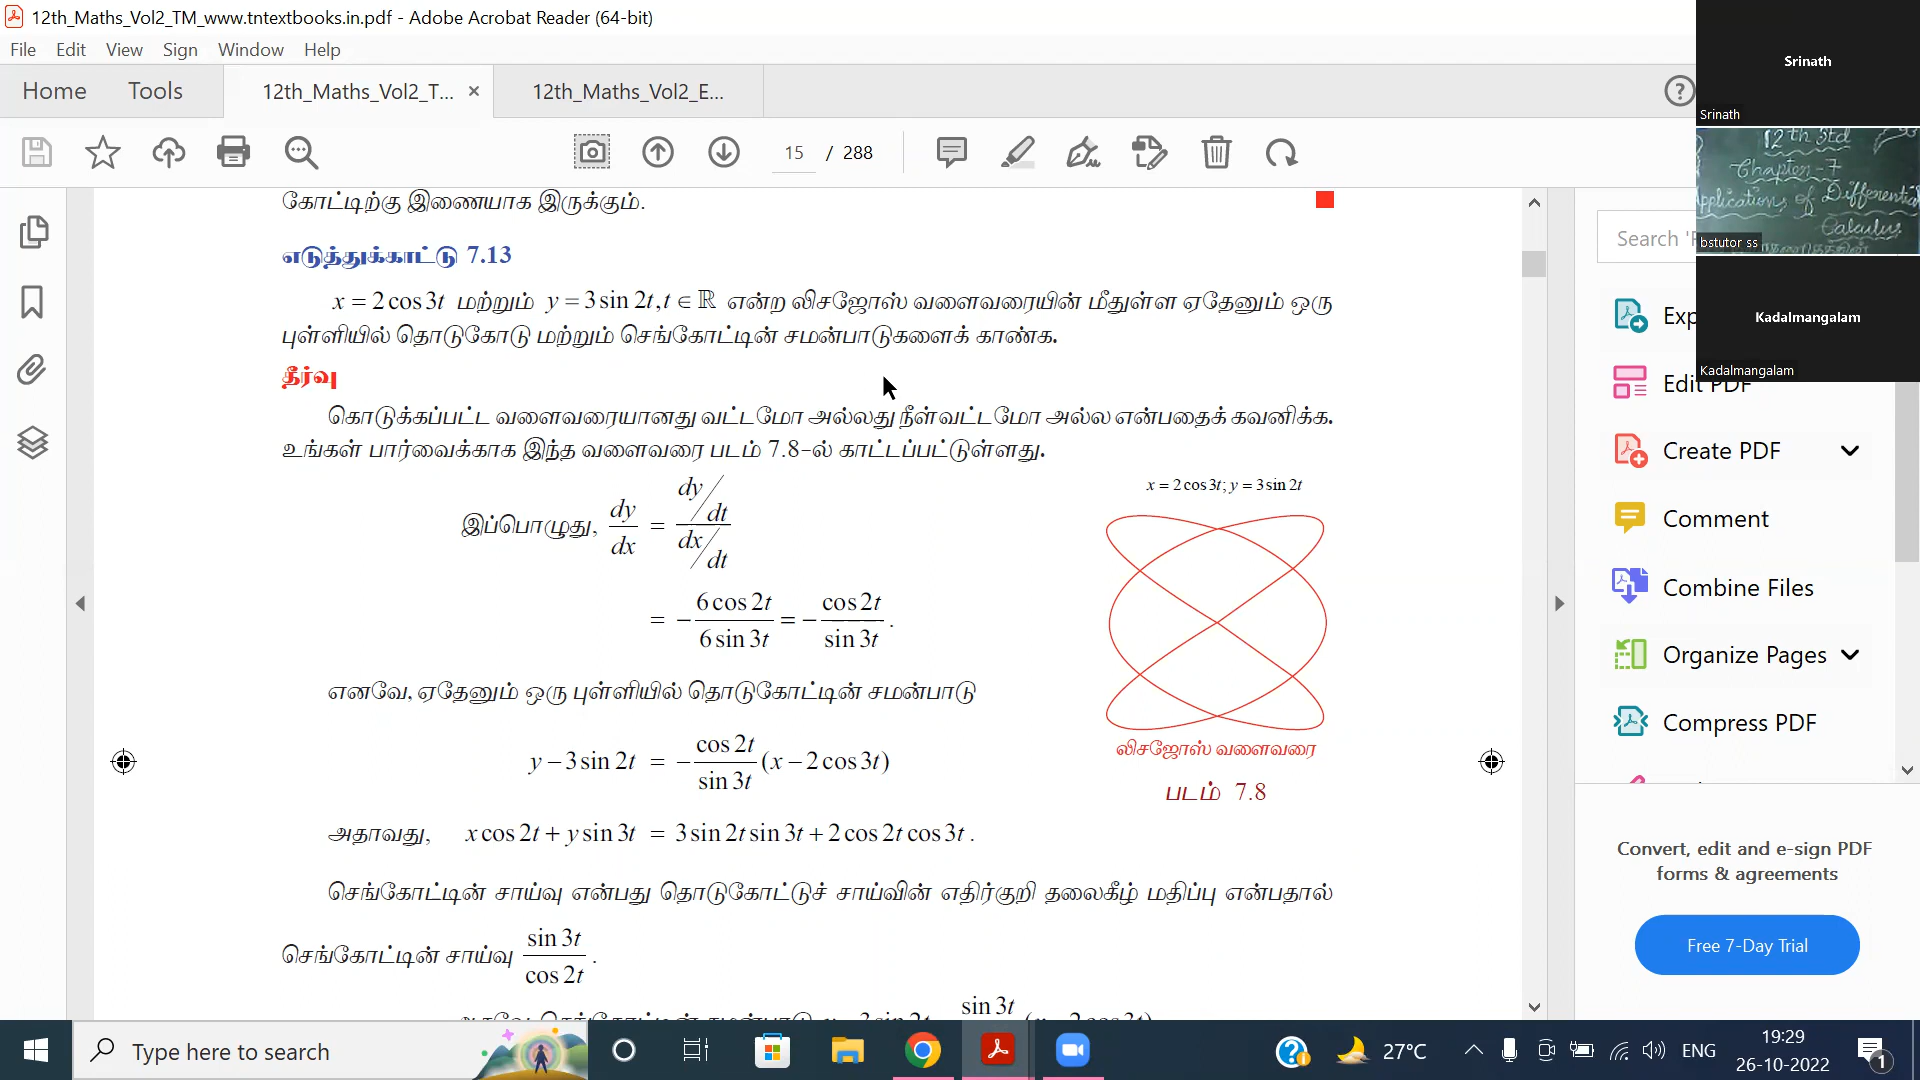 12th_Maths_Vol2_TM_www.tntextbooks.in.pdf - Adobe Acrobat Reader (64-bit)
File Edit View Sign Window Help
Home Tools 12th_Maths_Vol2_T... × 12th_Maths_Vol2_E...
15 / 288
Srinath
Srinath
12 th Std
Chapter - 7
Applications of Differential
Calculus
bstutor ss
Kadalmangalam
Kadalmangalam
கோட்டிற்கு இணையாக இருக்கும்.
எடுத்துக்காட்டு 7.13
x = 2 cos 3t மற்றும் y = 3 sin 2t, t ∈ ℝ என்ற லிசஜோஸ் வளைவரையின் மீதுள்ள ஏதேனும் ஒரு
புள்ளியில் தொடுகோடு மற்றும் செங்கோட்டின் சமன்பாடுகளைக் காண்க.
தீர்வு
கொடுக்கப்பட்ட வளைவரையானது வட்டமோ அல்லது நீள்வட்டமோ அல்ல என்பதைக் கவனிக்க.
உங்கள் பார்வைக்காக இந்த வளைவரை படம் 7.8-ல் காட்டப்பட்டுள்ளது.
இப்பொழுது, dy/dx = (dy/dt)/(dx/dt)
= − 6 cos 2t / 6 sin 3t = − cos 2t / sin 3t .
எனவே, ஏதேனும் ஒரு புள்ளியில் தொடுகோட்டின் சமன்பாடு
y − 3 sin 2t = − cos 2t / sin 3t (x − 2 cos 3t)
அதாவது, x cos 2t + y sin 3t = 3 sin 2t sin 3t + 2 cos 2t cos 3t .
x = 2 cos 3t; y = 3 sin 2t
லிசஜோஸ் வளைவரை
படம் 7.8
செங்கோட்டின் சாய்வு என்பது தொடுகோட்டுச் சாய்வின் எதிர்குறி தலைகீழ் மதிப்பு என்பதால்
செங்கோட்டின் சாய்வு sin 3t / cos 2t .
sin 3t
Search
Exp
Edit PDF
Create PDF
Comment
Combine Files
Organize Pages
Compress PDF
Convert, edit and e-sign PDF
forms & agreements
Free 7-Day Trial
Type here to search
27°C
ENG
19:29
26-10-2022
1